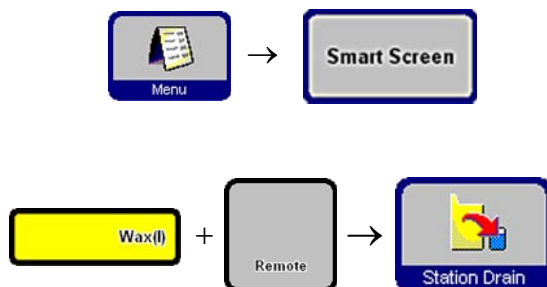 Menu → Smart Screen
Wax(I) + Remote → Station Drain